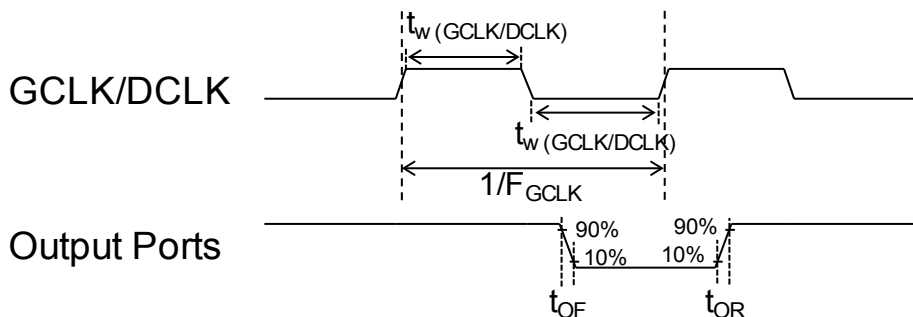 tw (GCLK/DCLK)
GCLK/DCLK
tw (GCLK/DCLK)
1/FGCLK
Output Ports
90%
10%
90%
10%
tOF
tOR